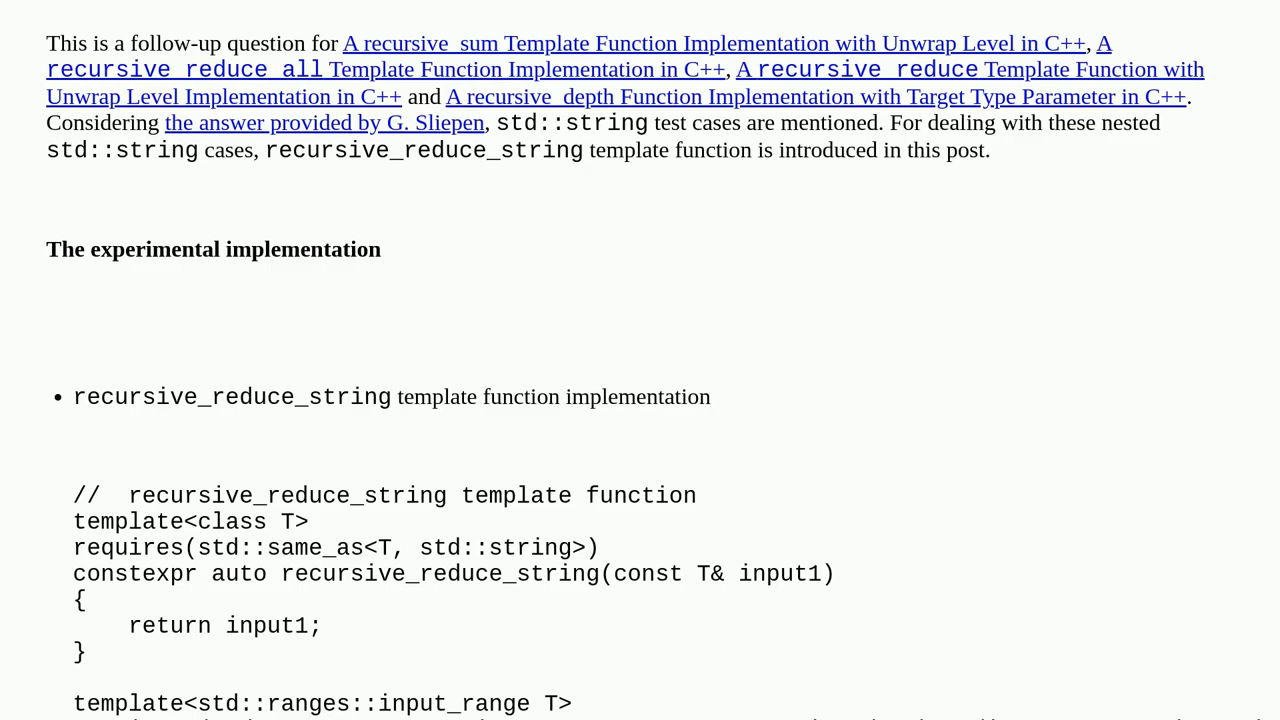 This is a follow-up question for A recursive_sum Template Function Implementation with Unwrap Level in C++, A
recursive_reduce_all Template Function Implementation in C++, A recursive_reduce Template Function with
Unwrap Level Implementation in C++ and A recursive_depth Function Implementation with Target Type Parameter in C++.
Considering the answer provided by G. Sliepen, std::string test cases are mentioned. For dealing with these nested
std::string cases, recursive_reduce_string template function is introduced in this post.
The experimental implementation
• recursive_reduce_string template function implementation
//  recursive_reduce_string template function
template<class T>
requires(std::same_as<T, std::string>)
constexpr auto recursive_reduce_string(const T& input1)
{
    return input1;
}
template<std::ranges::input_range T>